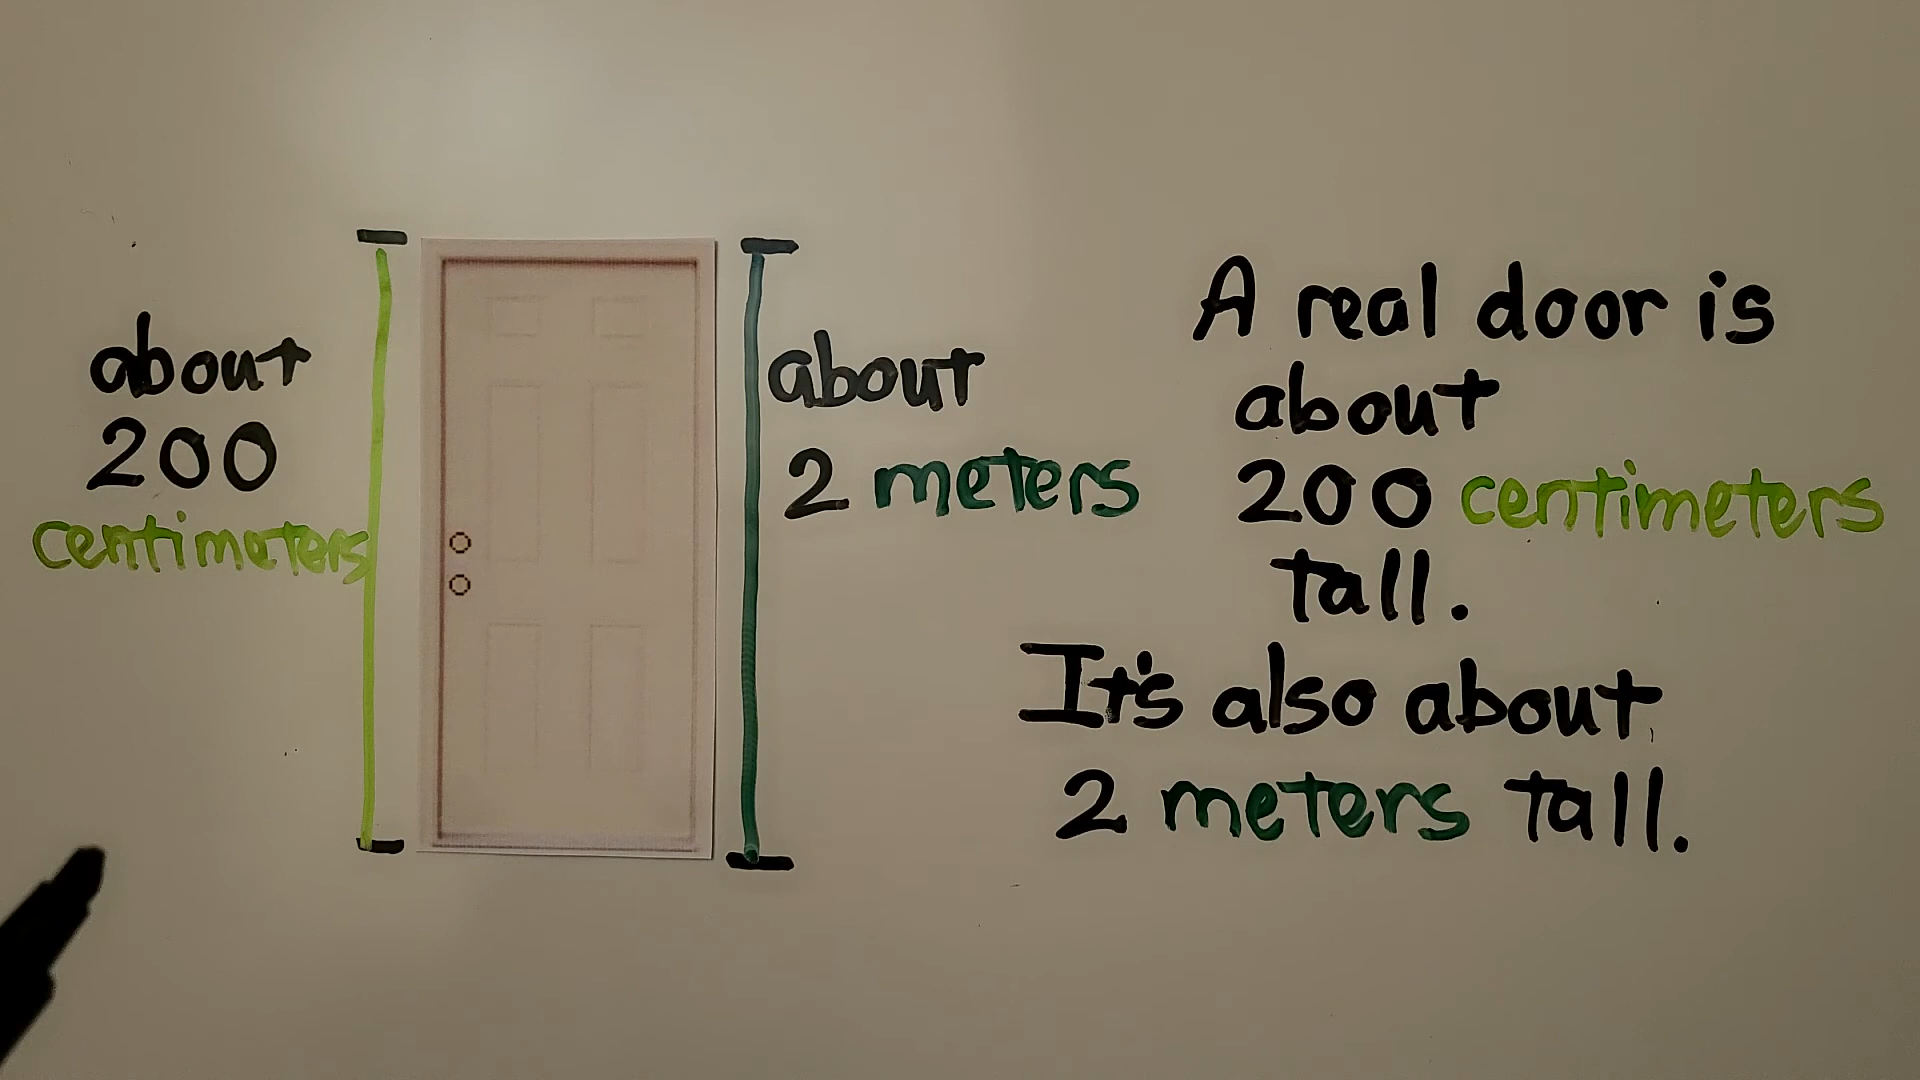 about
200
centimeters
about
2 meters
A real door is
about
200 centimeters
tall.
It's also about
2 meters tall.